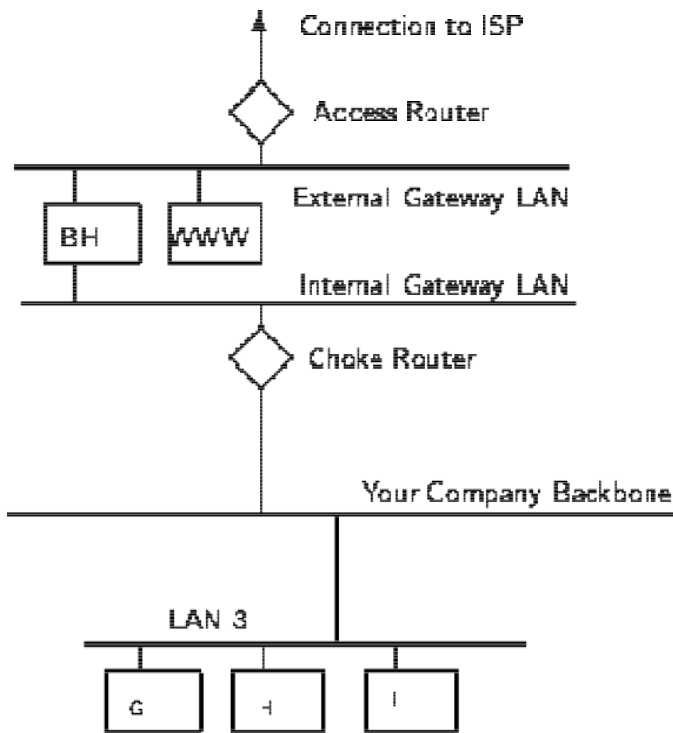 Connection to ISP
Access Router
External Gateway LAN
BH
WWW
Internal Gateway LAN
Choke Router
Your Company Backbone
LAN 3
G
I